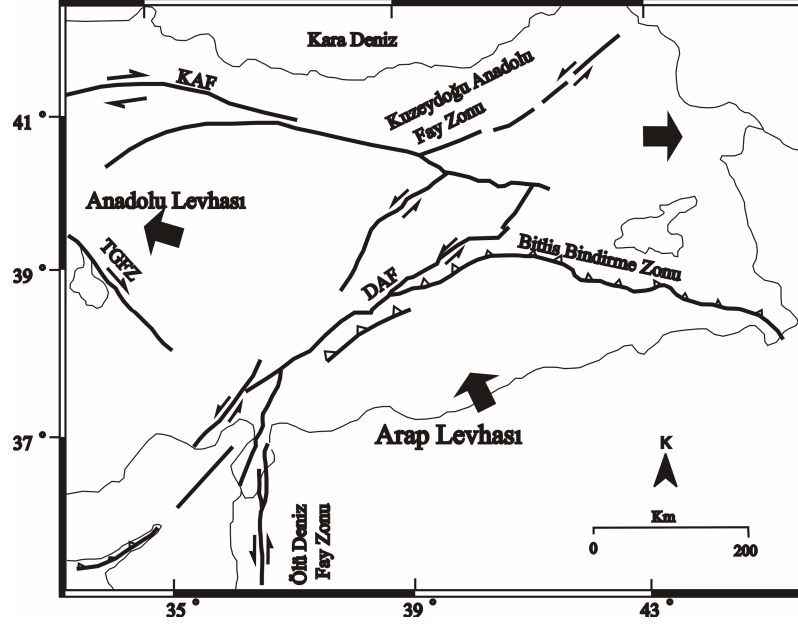 Kara Deniz
KAF
Kuzeydoğu Anadolu
Fay Zonu
41°
Anadolu Levhası
TGFZ
39°
DAF
Bitlis Bindirme Zonu
37°
Arap Levhası
K
Km
0 200
Ölü Deniz
Fay Zonu
35° 39° 43°